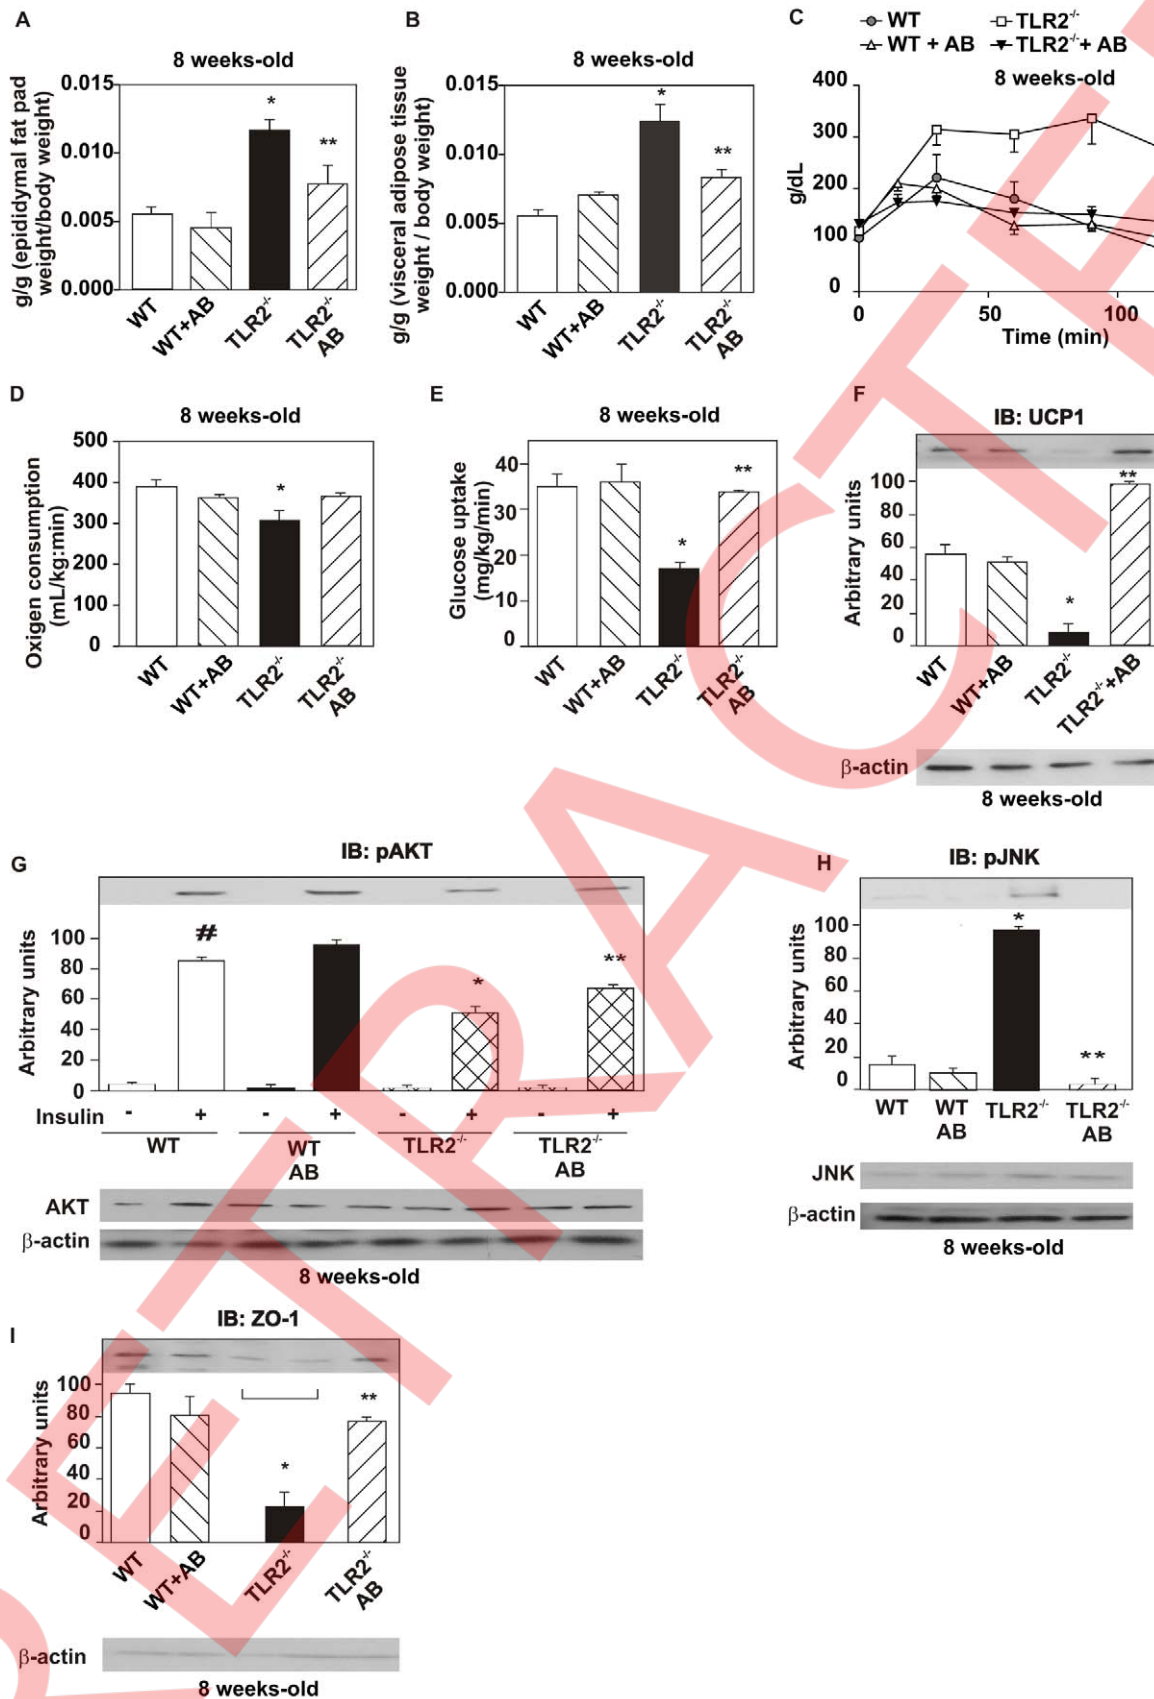 A
8 weeks-old
g/g (epididymal fat pad
weight/body weight)
0.015
0.010
0.005
0.000
WT
WT+AB
TLR2-/-
TLR2-/-
AB
*
**
B
8 weeks-old
g/g (visceral adipose tissue
weight / body weight)
0.015
0.010
0.005
0.000
WT
WT+AB
TLR2-/-
TLR2-/-
AB
*
**
C
WT
TLR2-/-
WT + AB
TLR2-/-+ AB
8 weeks-old
g/dL
400
300
200
100
0
0
50
100
Time (min)
D
8 weeks-old
Oxigen consumption
(mL/kg:min)
500
400
300
200
100
0
*
WT
WT+AB
TLR2-/-
TLR2-/-
AB
E
8 weeks-old
Glucose uptake
(mg/kg/min)
40
30
20
10
0
*
**
WT
WT+AB
TLR2-/-
TLR2-/-
AB
F
IB: UCP1
Arbitrary units
100
80
60
40
20
0
*
**
WT
WT+AB
TLR2-/-
TLR2-/-+AB
β-actin
8 weeks-old
G
IB: pAKT
Arbitrary units
100
80
60
40
20
0
#
*
**
Insulin - + - + - + - +
WT
WT
AB
TLR2-/-
TLR2-/-
AB
AKT
β-actin
8 weeks-old
H
IB: pJNK
Arbitrary units
100
80
60
40
20
0
*
**
WT
WT
AB
TLR2-/-
TLR2-/-
AB
JNK
β-actin
8 weeks-old
I
IB: ZO-1
Arbitrary units
100
80
60
40
20
0
*
**
WT
WT+AB
TLR2-/-
TLR2-/-
AB
β-actin
8 weeks-old
RETRACTE